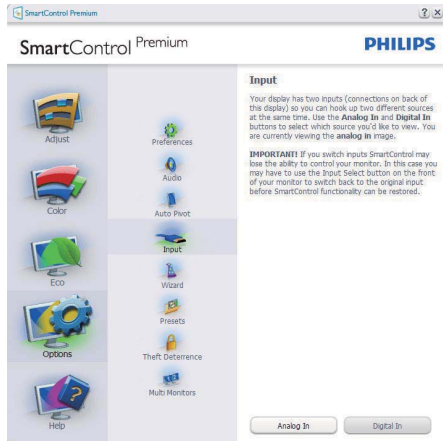 SmartControl Premium
SmartControl Premium
PHILIPS
Adjust
Color
Eco
Options
Help
Preferences
Audio
Auto Pivot
Input
Wizard
Presets
Theft Deterrence
Multi Monitors
Input
Your display has two inputs (connections on back of
this display) so you can hook up two different sources
at the same time. Use the Analog In and Digital In
buttons to select which source you'd like to view. You
are currently viewing the analog in image.
IMPORTANT! If you switch inputs SmartControl may
lose the ability to control your monitor. In this case you
may have to use the Input Select button on the front
of your monitor to switch back to the original input
before SmartControl functionality can be restored.
Analog In
Digital In